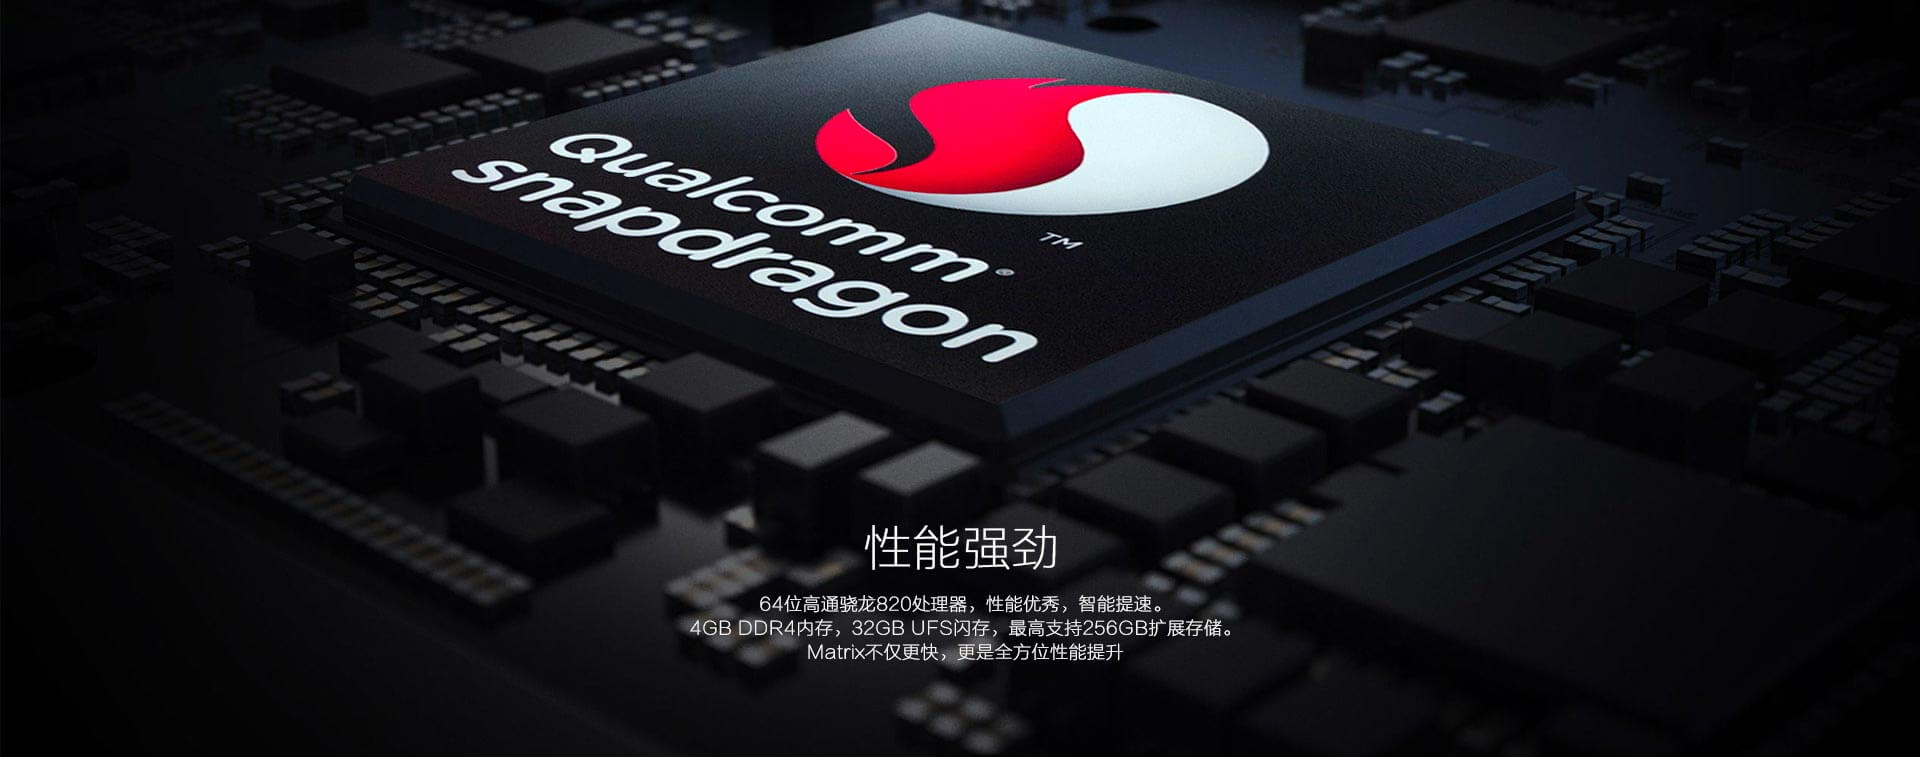 Qualcomm®
snapdragon
TM
性能强劲
64位高通骁龙820处理器，性能优秀，智能提速。
4GB DDR4内存，32GB UFS闪存，最高支持256GB扩展存储。
Matrix不仅更快，更是全方位性能提升